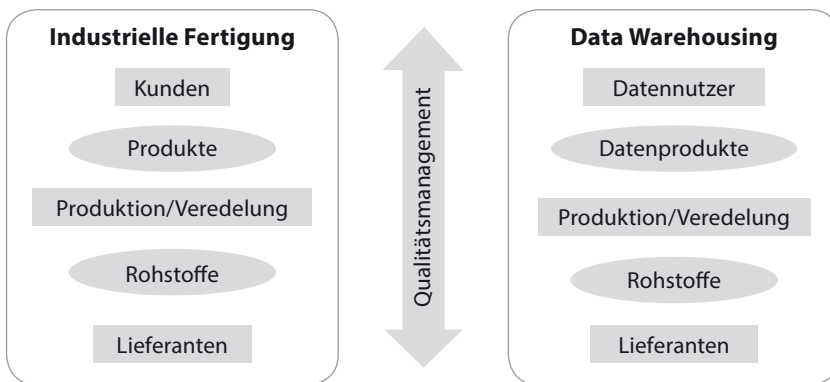 Industrielle Fertigung
Kunden
Produkte
Produktion/Veredelung
Rohstoffe
Lieferanten
Qualitätsmanagement
Data Warehousing
Datennutzer
Datenprodukte
Produktion/Veredelung
Rohstoffe
Lieferanten